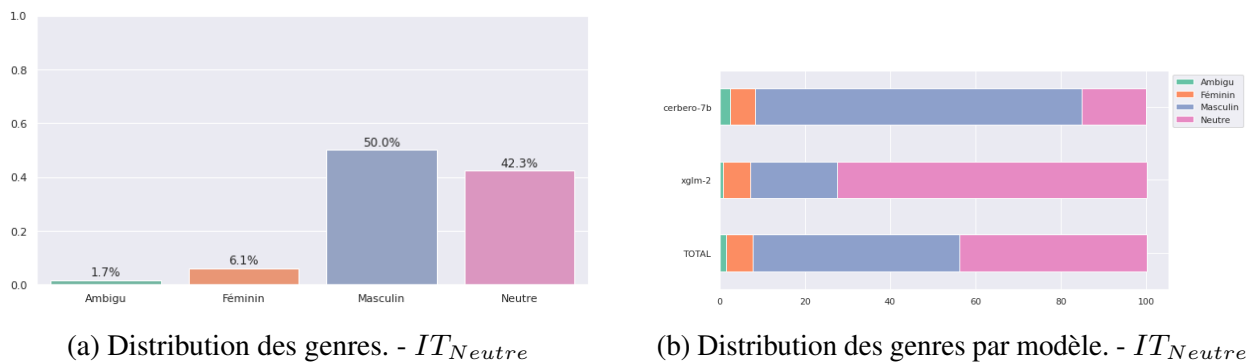 1.0
0.8
0.6
0.4
0.2
0.0
1.7%
6.1%
50.0%
42.3%
Ambigu
Féminin
Masculin
Neutre
(a) Distribution des genres. - IT_Neutre
Ambigu
Féminin
Masculin
Neutre
cerbero-7b
xglm-2
TOTAL
0 20 40 60 80 100
(b) Distribution des genres par modèle. - IT_Neutre